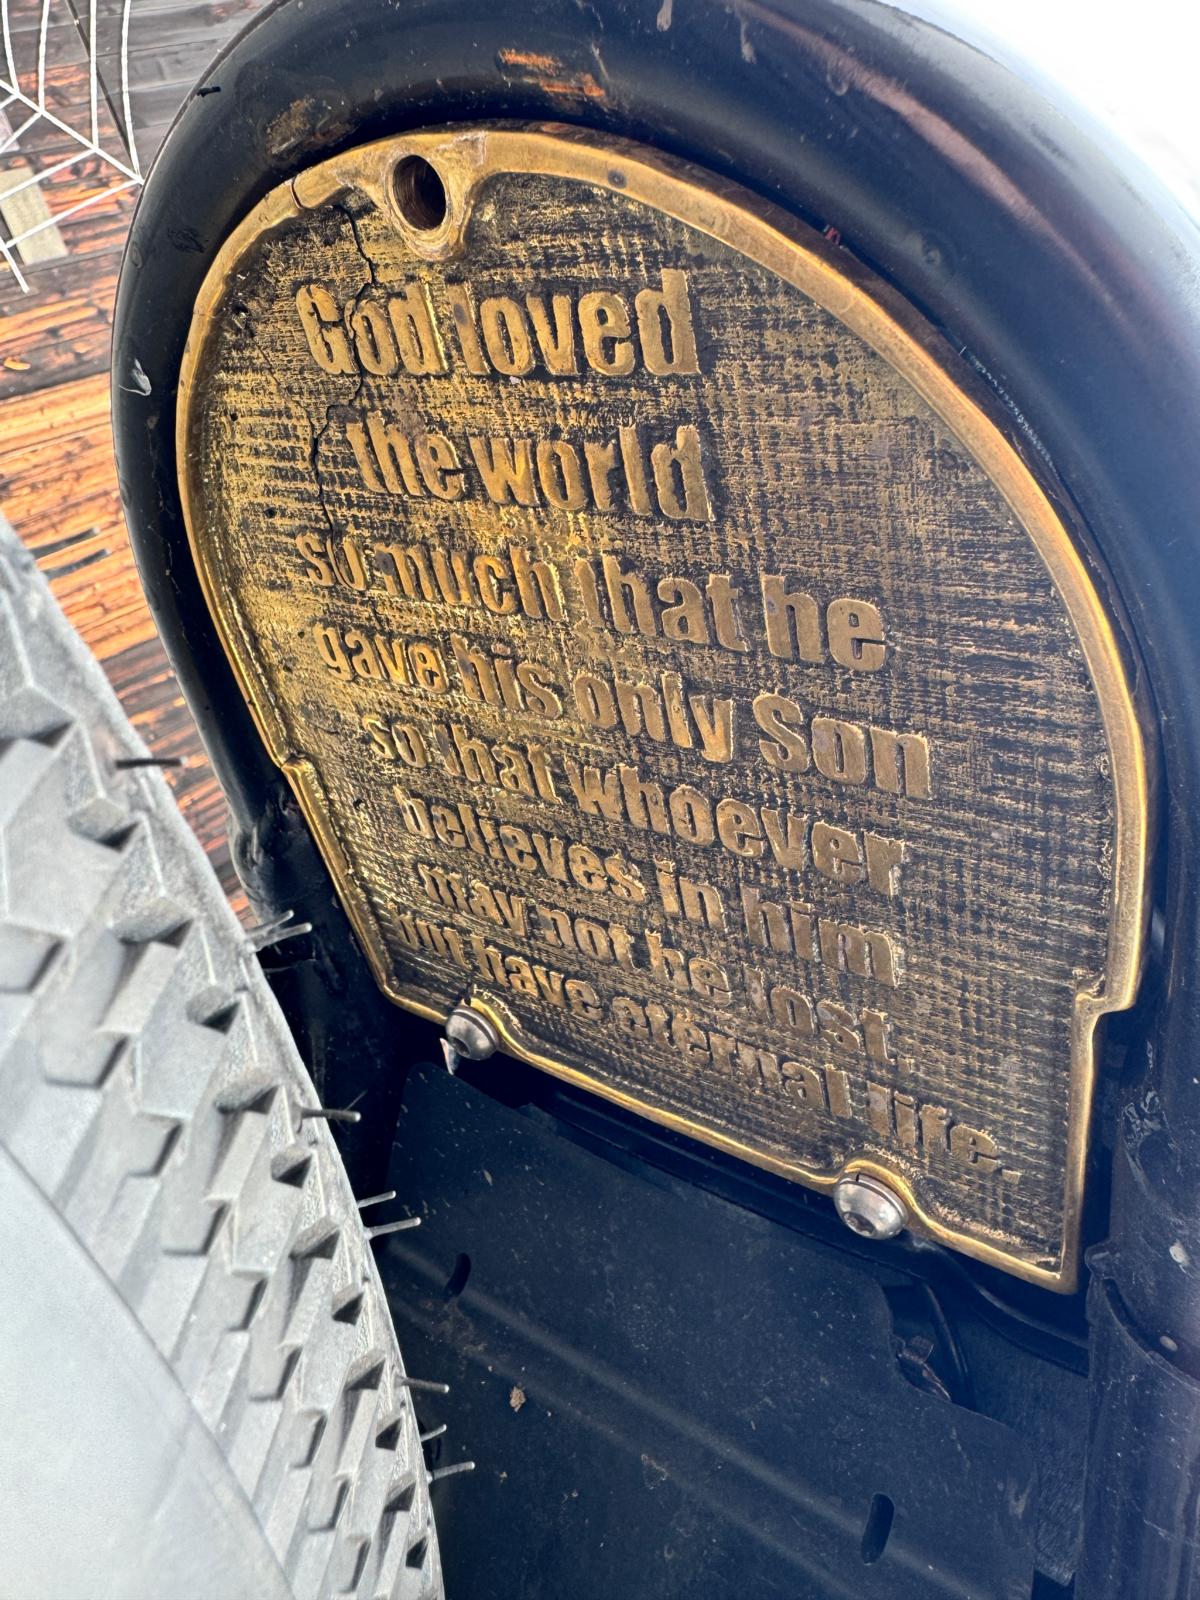 God loved
the world
so much that he
gave his only Son
so that whoever
believes in him
may not be lost,
but have eternal life.